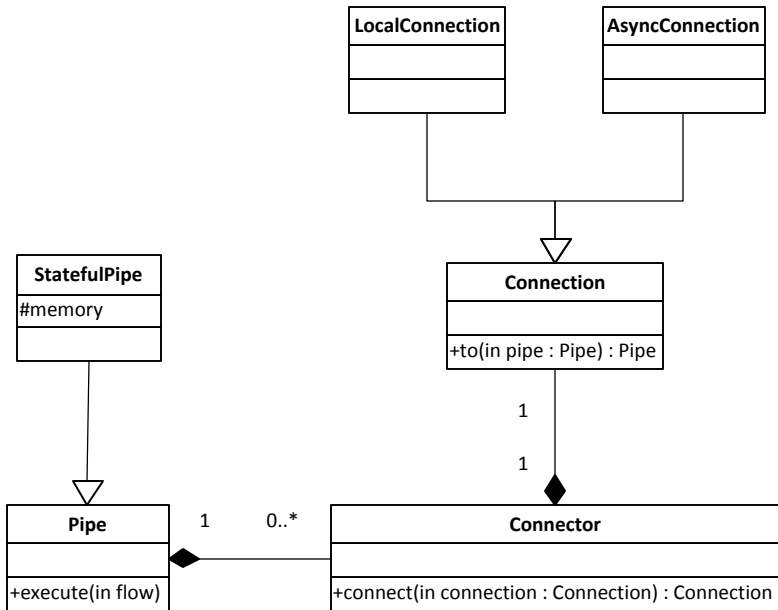 LocalConnection
AsyncConnection
StatefulPipe
#memory
Connection
+to(in pipe : Pipe) : Pipe
1
1
Pipe
+execute(in flow)
1
0..*
Connector
+connect(in connection : Connection) : Connection